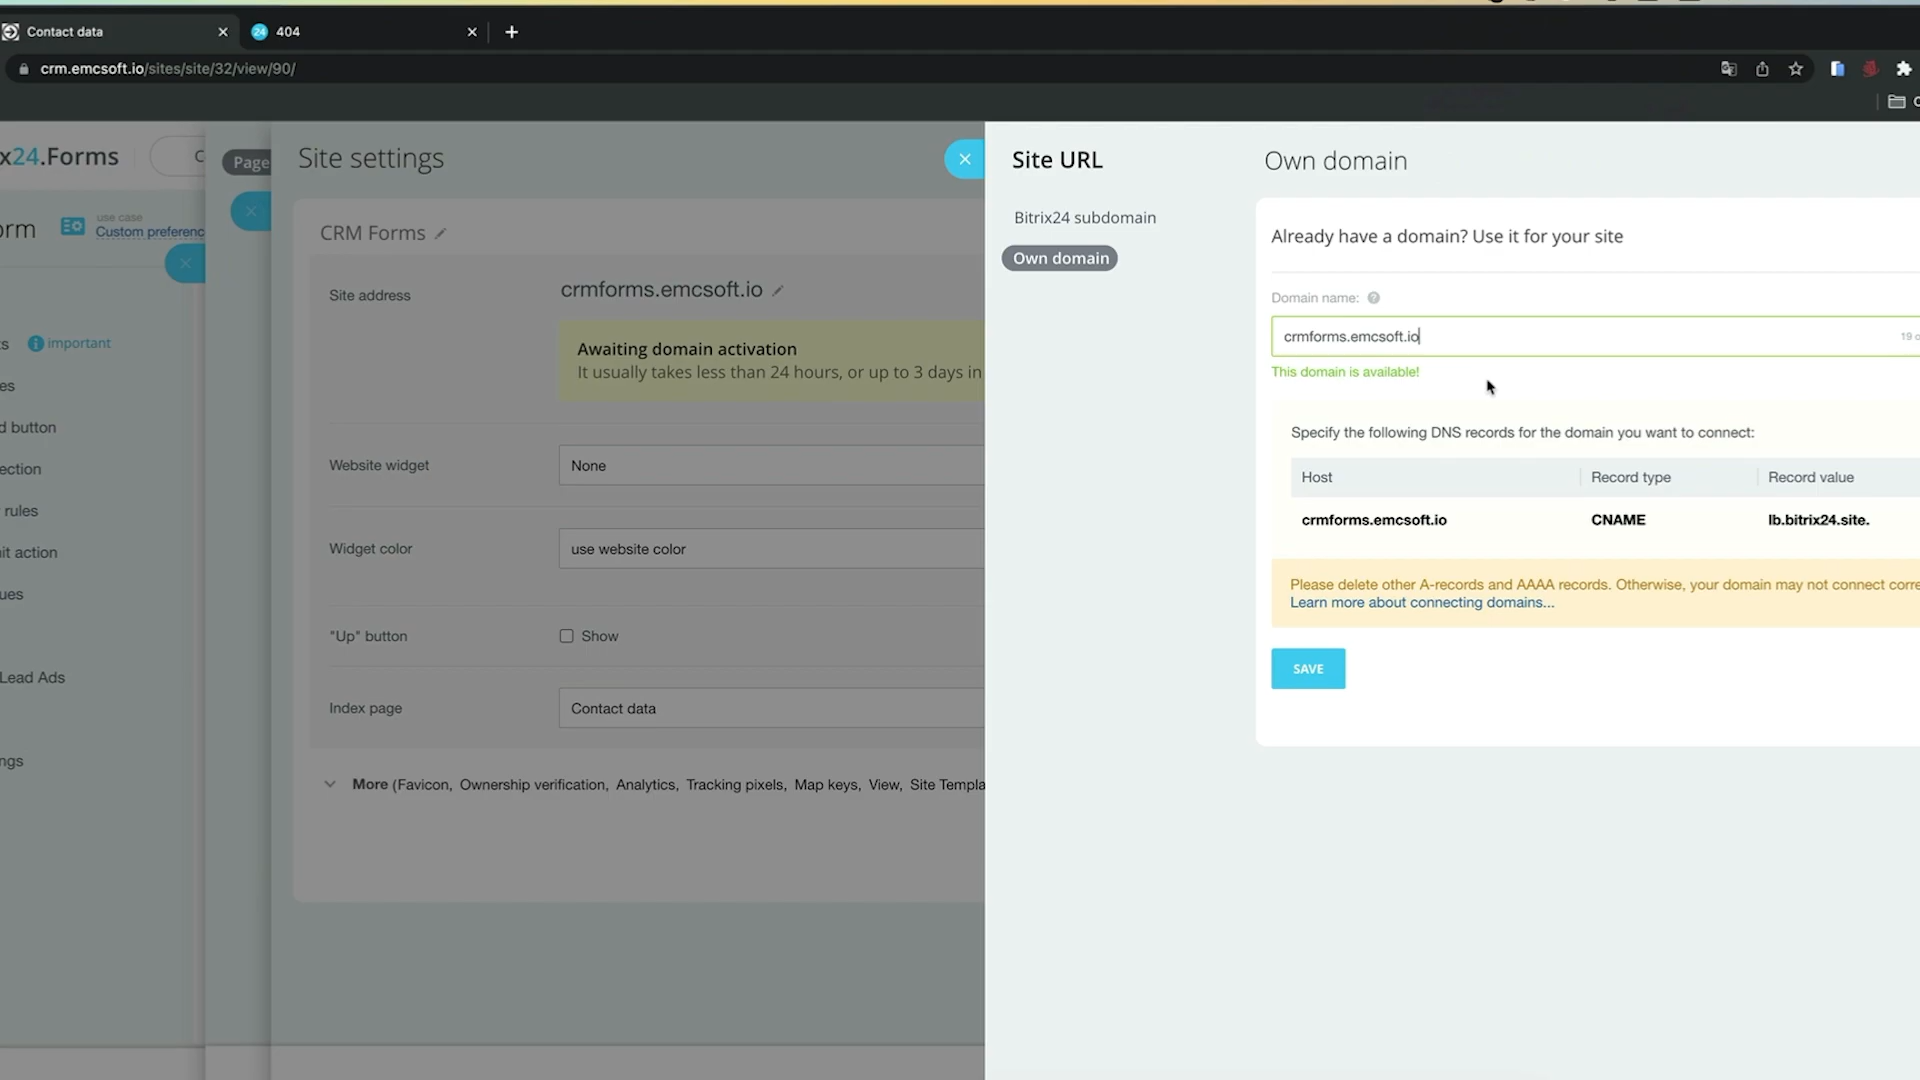 Contact data
24 404
crm.emcsoft.io/sites/site/32/view/90/
x24.Forms
C
Page
Site settings
Site URL
Own domain
orm
use case
Custom preferenc
Bitrix24 subdomain
Own domain
Already have a domain? Use it for your site
CRM Forms
Site address
crmforms.emcsoft.io
Domain name: ?
crmforms.emcsoft.io
19 o
This domain is available!
ts
important
Awaiting domain activation
It usually takes less than 24 hours, or up to 3 days in
es
d button
Specify the following DNS records for the domain you want to connect:
ection
Website widget
None
Host
Record type
Record value
rules
crmforms.emcsoft.io
CNAME
lb.bitrix24.site.
it action
Widget color
use website color
ues
Please delete other A-records and AAAA records. Otherwise, your domain may not connect corre
Learn more about connecting domains...
"Up" button
Show
SAVE
Lead Ads
Index page
Contact data
ngs
More (Favicon, Ownership verification, Analytics, Tracking pixels, Map keys, View, Site Templa